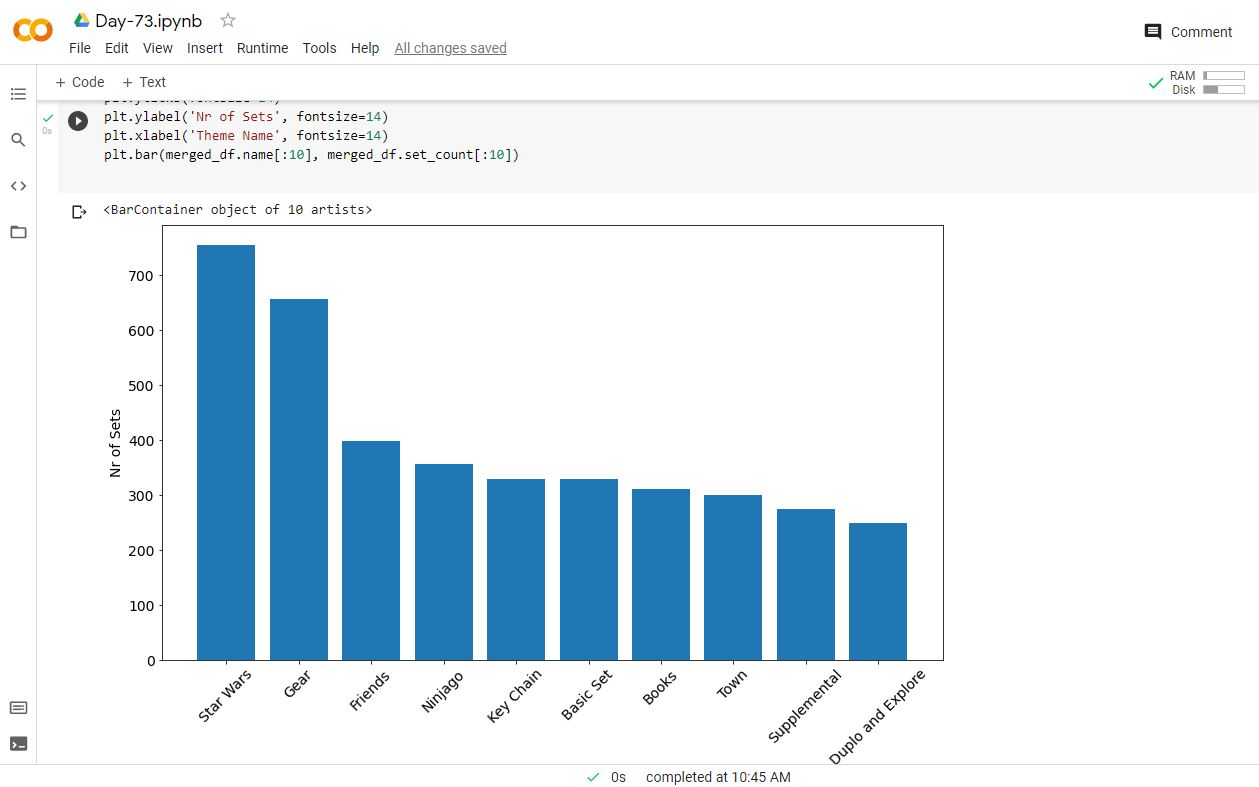 Day-73.ipynb
Comment
File Edit View Insert Runtime Tools Help All changes saved
+ Code + Text
RAM
Disk
0s
plt.ylabel('Nr of Sets', fontsize=14)
plt.xlabel('Theme Name', fontsize=14)
plt.bar(merged_df.name[:10], merged_df.set_count[:10])
<BarContainer object of 10 artists>
700
600
500
400
300
200
100
0
Nr of Sets
Star Wars
Gear
Friends
Ninjago
Key Chain
Basic Set
Books
Town
Supplemental
Duplo and Explore
0s completed at 10:45 AM